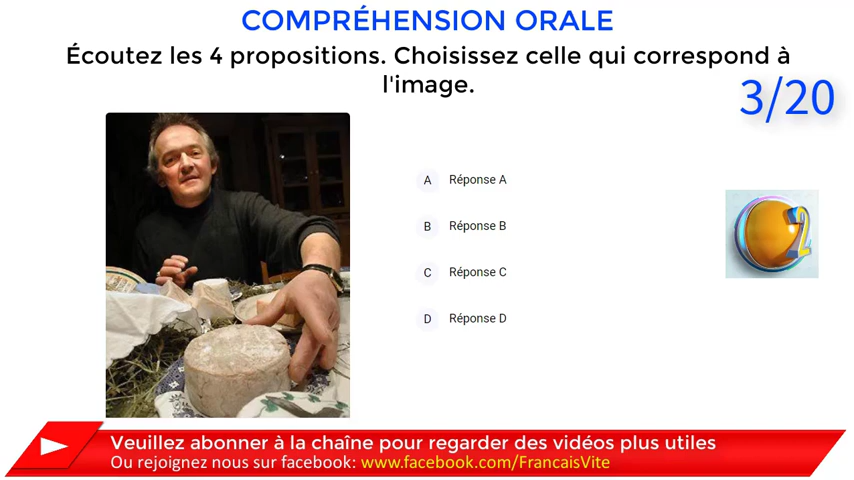 COMPRÉHENSION ORALE
Écoutez les 4 propositions. Choisissez celle qui correspond à
l'image.
3/20
A Réponse A
B Réponse B
2
C Réponse C
D Réponse D
Veuillez abonner à la chaîne pour regarder des vidéos plus utiles
Ou rejoignez nous sur facebook: www.facebook.com/FrancaisVite